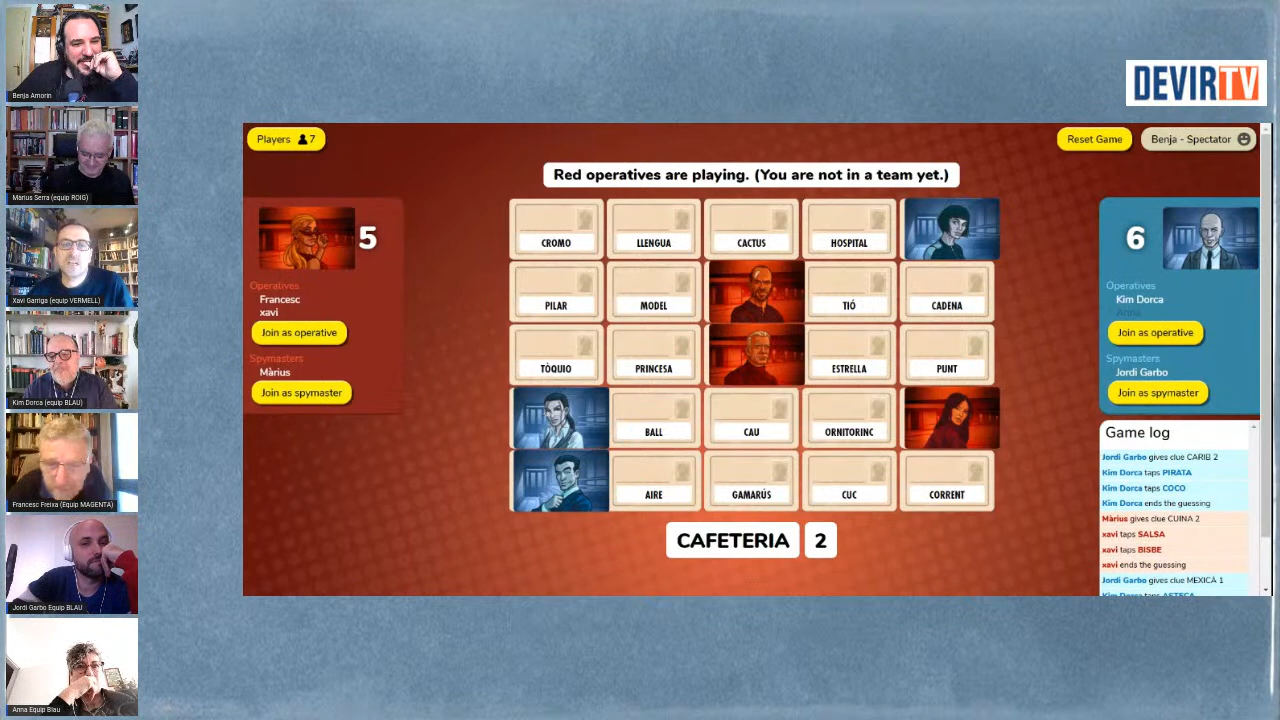 Benja Amorin
Màrius Serra (equip ROIG)
Xavi Garriga (equip VERMELL)
Kim Dorca (equip BLAU)
Francesc Freixa (Equip MAGENTA)
Jordi Garbo Equip BLAU
Anna Equip Blau
DEVIRTV
Players 7
Reset Game
Benja - Spectator
Red operatives are playing. (You are not in a team yet.)
5
Operatives
Francesc
xavi
Join as operative
Spymasters
Màrius
Join as spymaster
CROMO
LLENGUA
CACTUS
HOSPITAL
PILAR
MODEL
TIÓ
CADENA
TÒQUIO
PRINCESA
ESTRELLA
PUNT
BALL
CAU
ORNITORINC
AIRE
GAMARÚS
CUC
CORRENT
CAFETERIA 2
6
Operatives
Kim Dorca
Anna
Join as operative
Spymasters
Jordi Garbo
Join as spymaster
Game log
Jordi Garbo gives clue CARIB 2
Kim Dorca taps PIRATA
Kim Dorca taps COCO
Kim Dorca ends the guessing
Màrius gives clue CUINA 2
xavi taps SALSA
xavi taps BISBE
xavi ends the guessing
Jordi Garbo gives clue MEXICÀ 1
Kim Dorca taps ASTECA